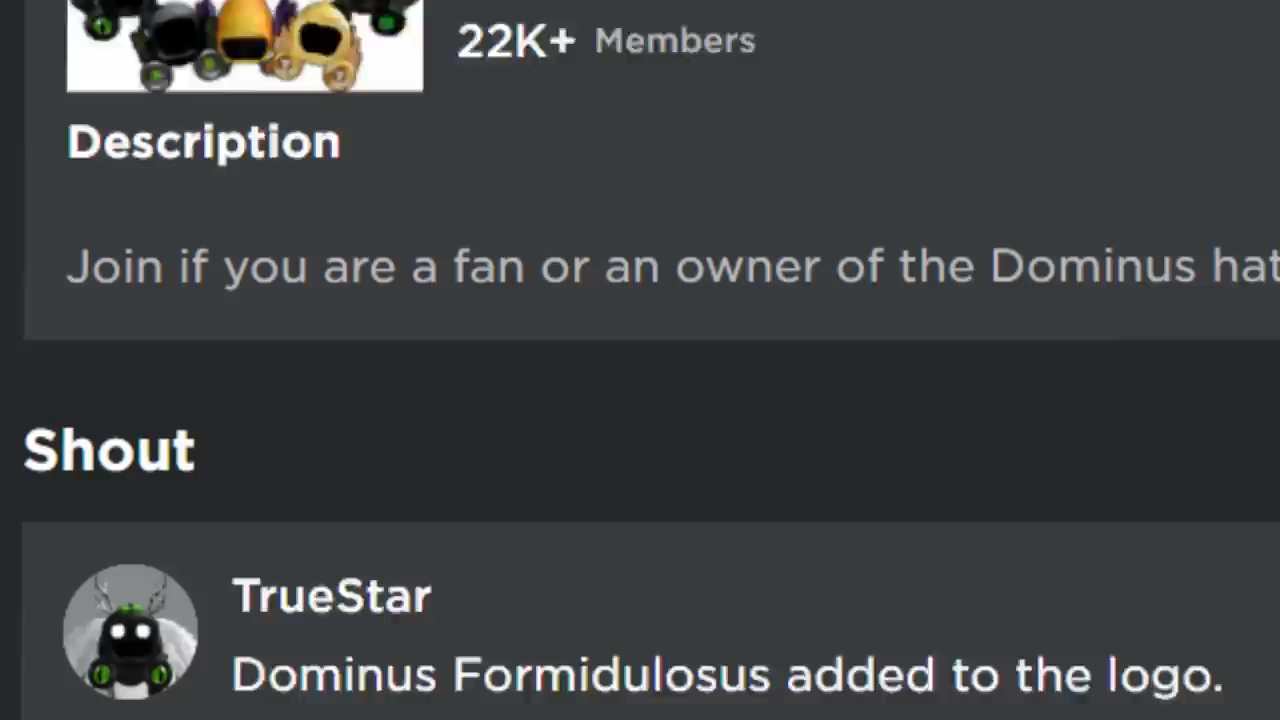 22K+ Members
Description
Join if you are a fan or an owner of the Dominus hat
Shout
TrueStar
Dominus Formidulosus added to the logo.